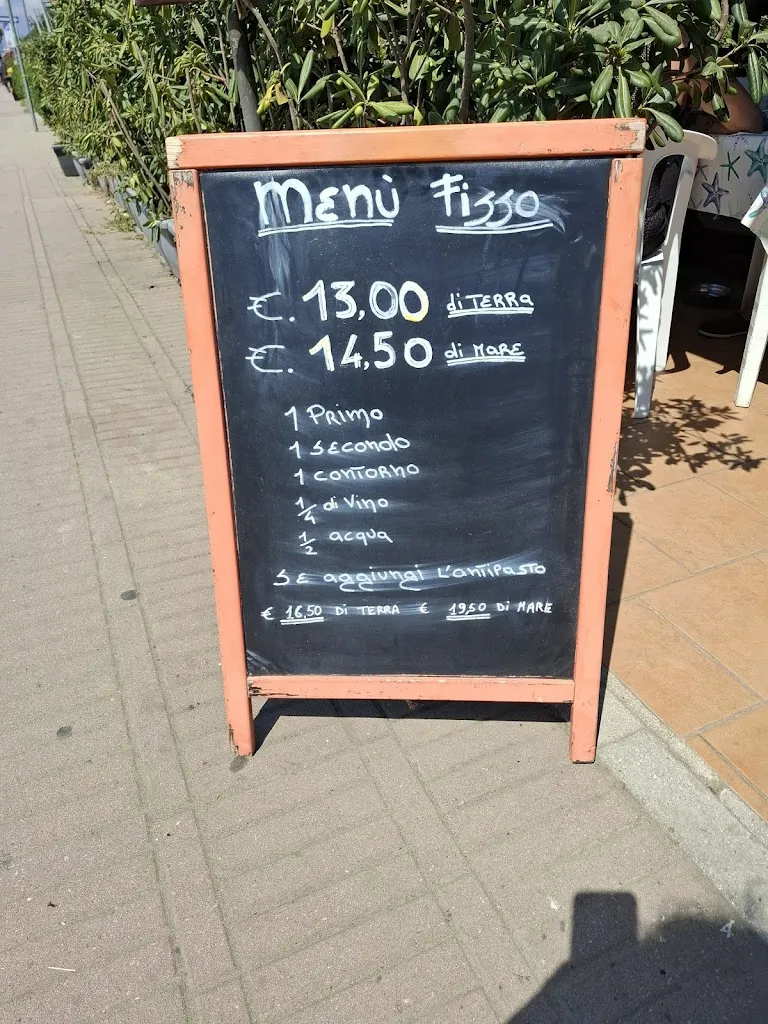 Menù Fisso
€. 13,00 di TERRA
€. 14,50 di MARE
1 Primo
1 secondo
1 contorno
1/4 di Vino
1/2 acqua
SE aggiungi L'antipasto
€ 16,50 DI TERRA € 19,50 DI MARE